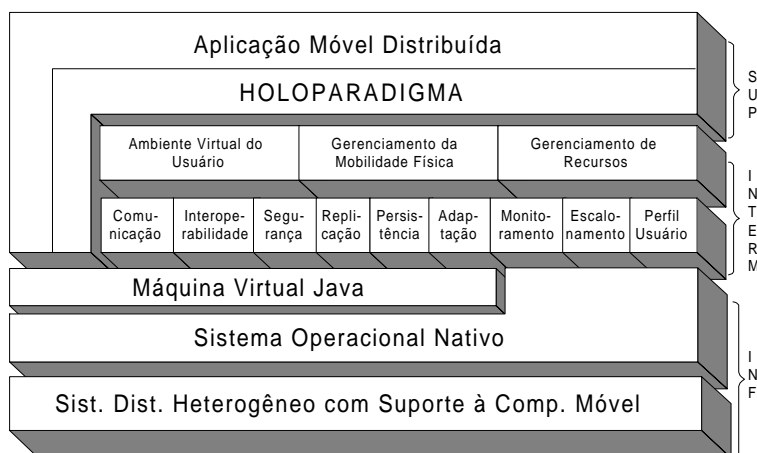 Aplicação Móvel Distribuída
HOLOPARADIGMA
Ambiente Virtual do
Usuário
Gerenciamento da
Mobilidade Física
Gerenciamento de
Recursos
Comu-
nicação
Interope-
rabilidade
Segu-
rança
Repli-
cação
Persis-
tência
Adap-
tação
Monito-
ramento
Escalo-
namento
Perfil
Usuário
Máquina Virtual Java
Sistema Operacional Nativo
Sist. Dist. Heterogêneo com Suporte à Comp. Móvel
S
U
P
I
N
T
E
R
M
I
N
F